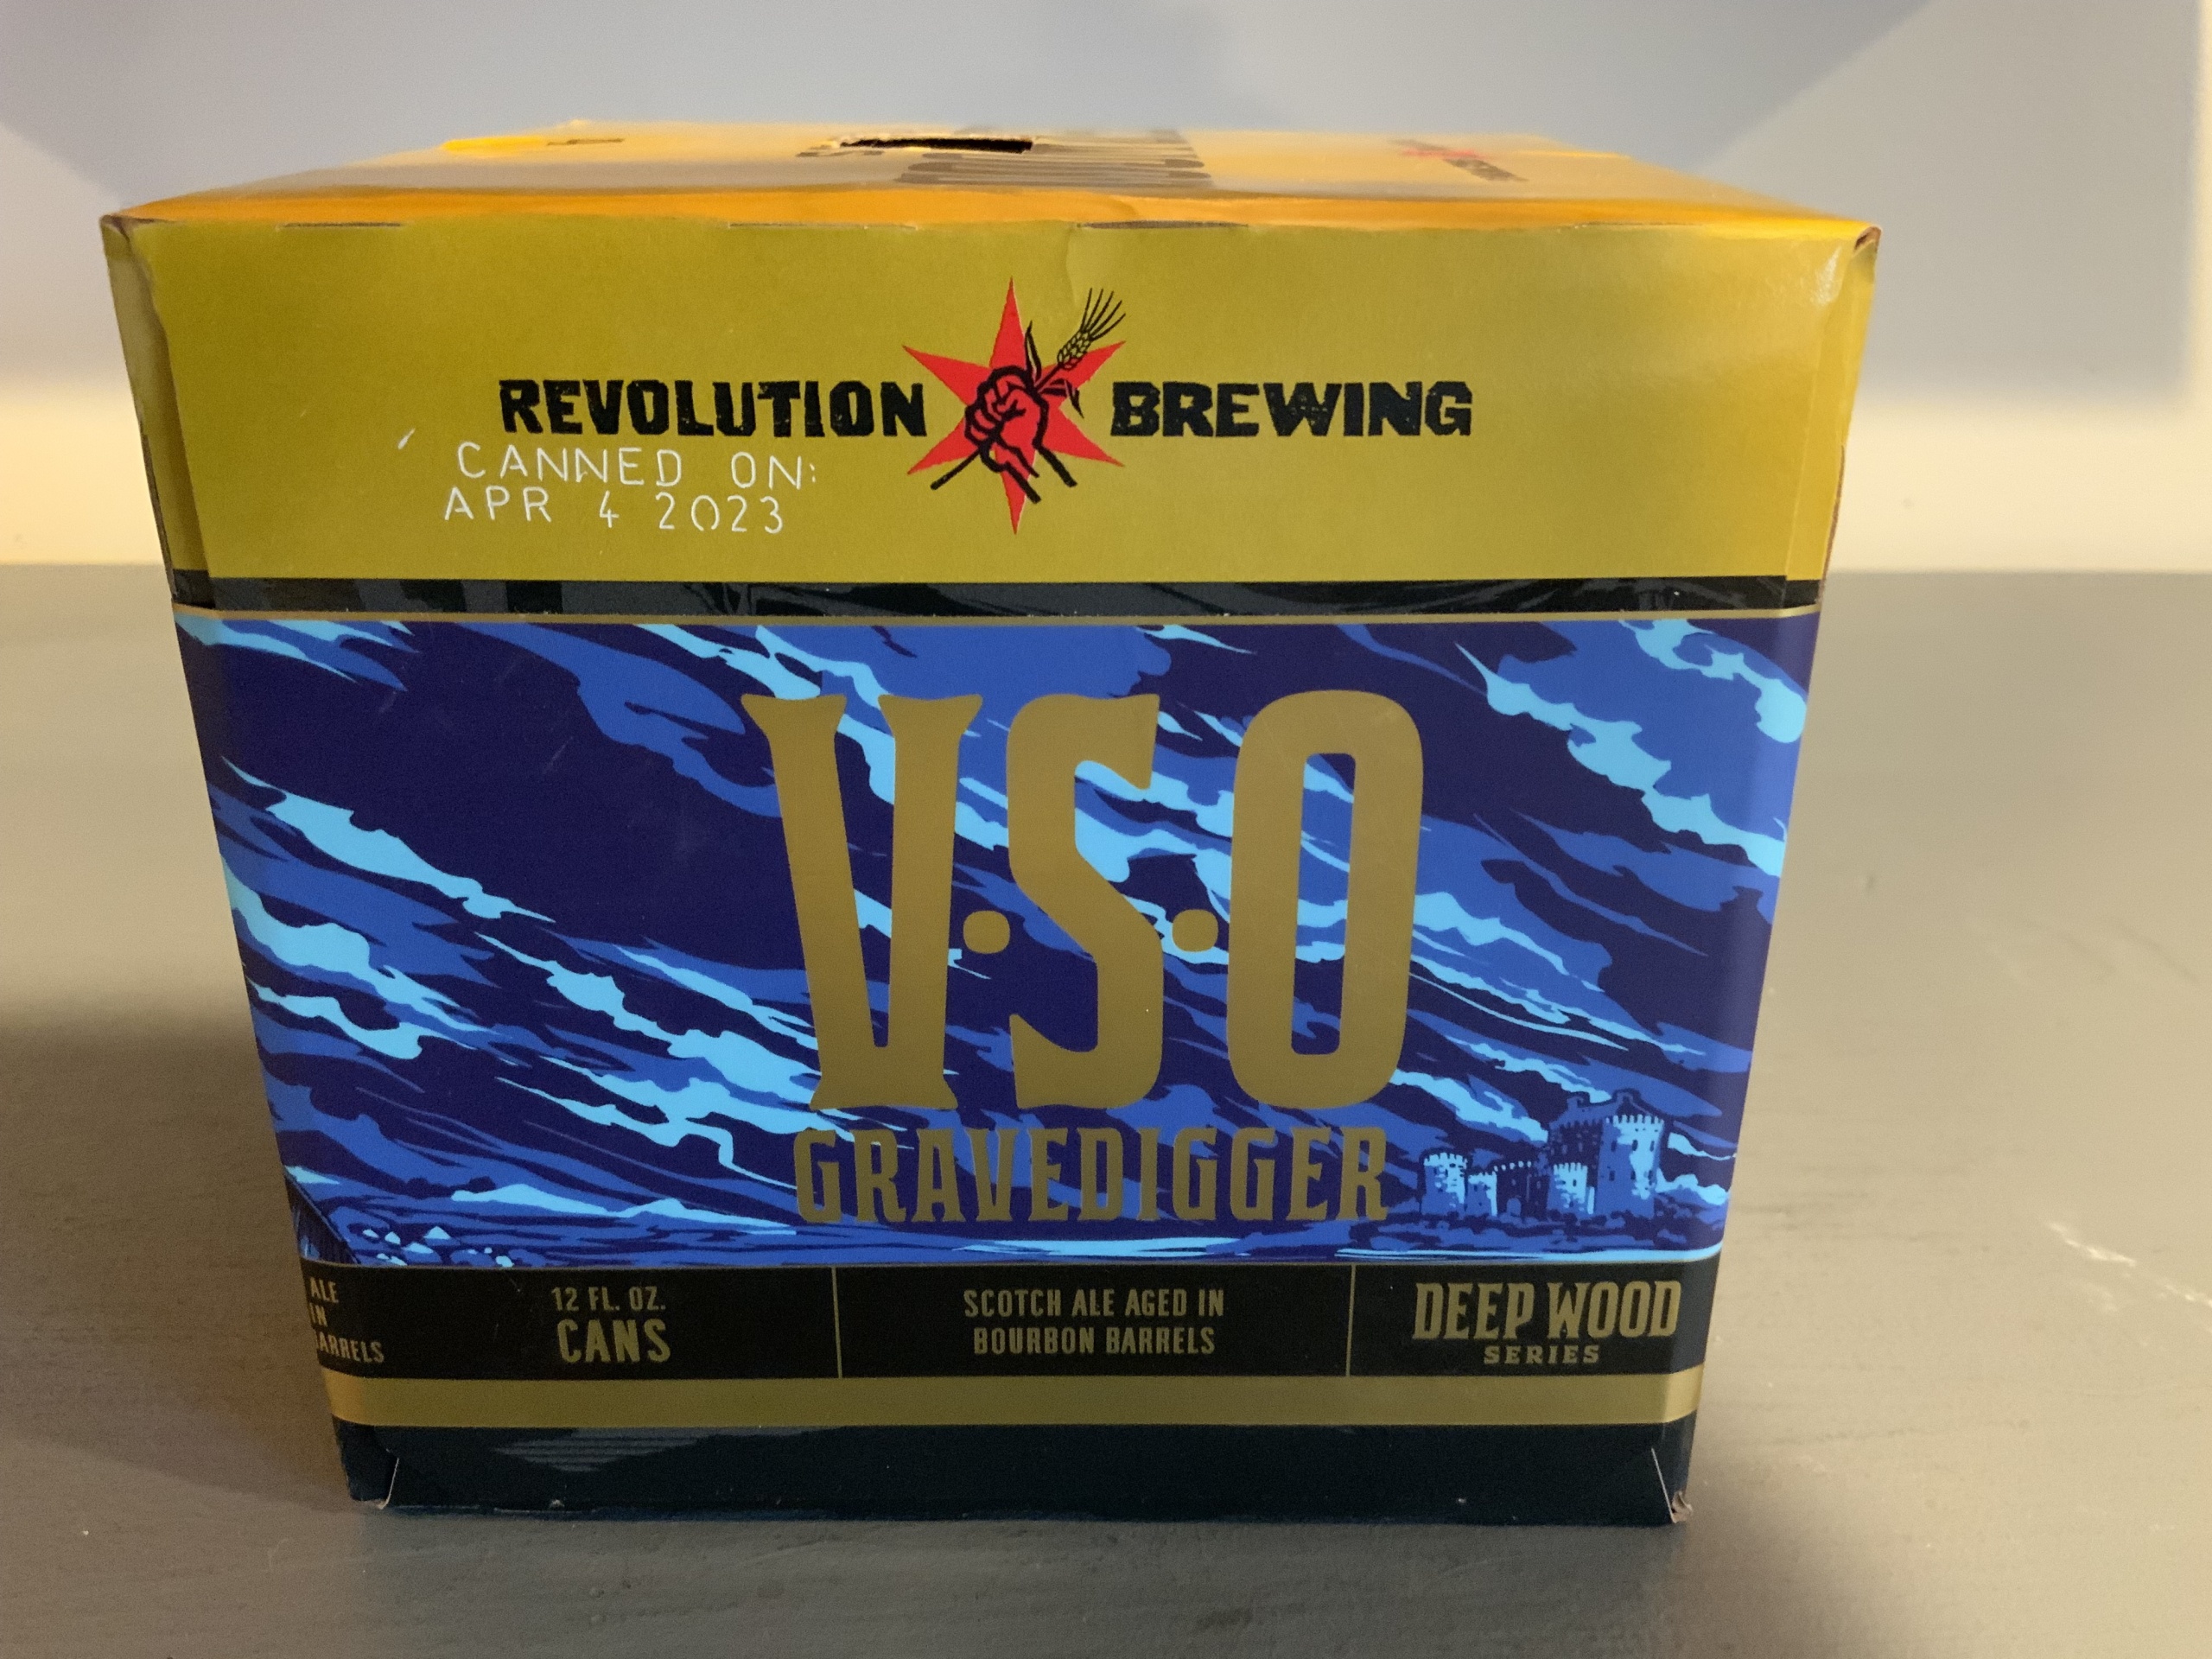 REVOLUTION BREWING
CANNED ON:
APR 4 2023
V·S·O
GRAVEDIGGER
ALE
IN
BARRELS
12 FL. OZ.
CANS
SCOTCH ALE AGED IN
BOURBON BARRELS
DEEP WOOD
SERIES